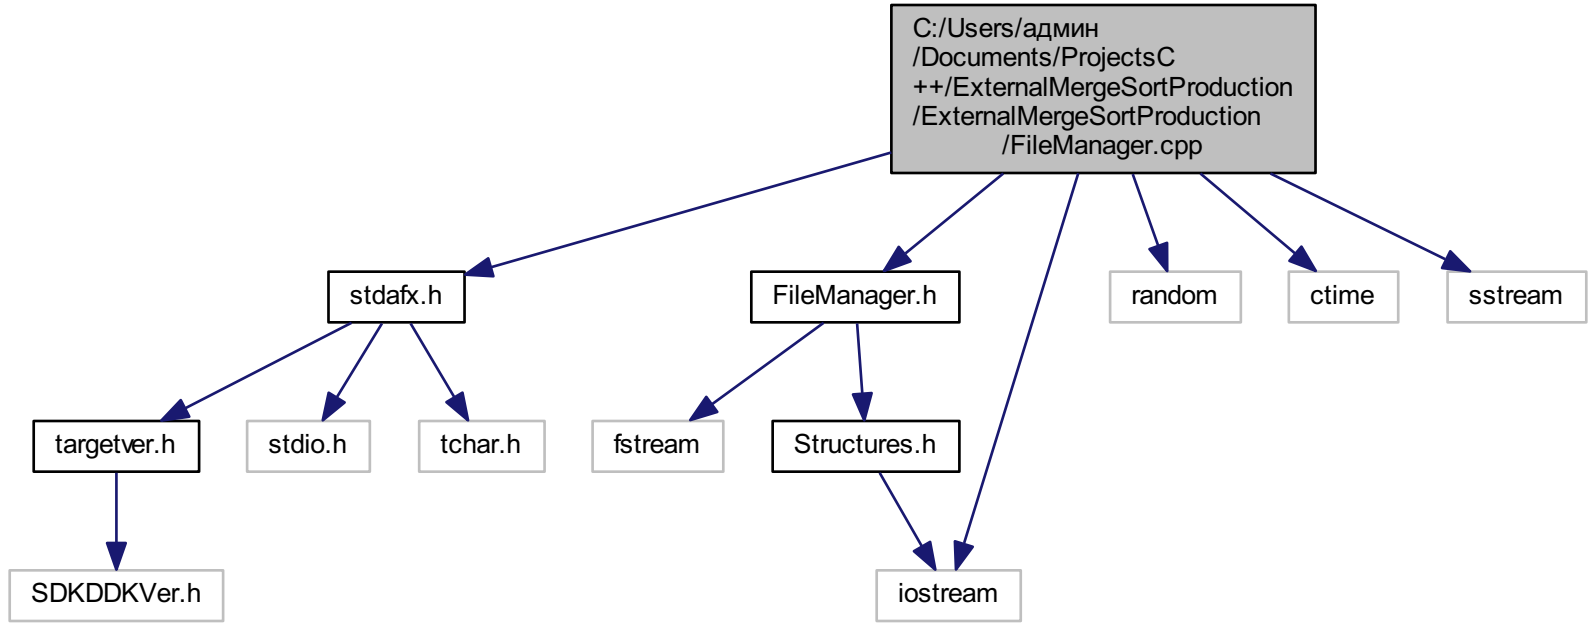 C:/Users/админ
/Documents/ProjectsC
++/ExternalMergeSortProduction
/ExternalMergeSortProduction
/FileManager.cpp
stdafx.h
FileManager.h
random
ctime
sstream
targetver.h
stdio.h
tchar.h
fstream
Structures.h
SDKDDKVer.h
iostream